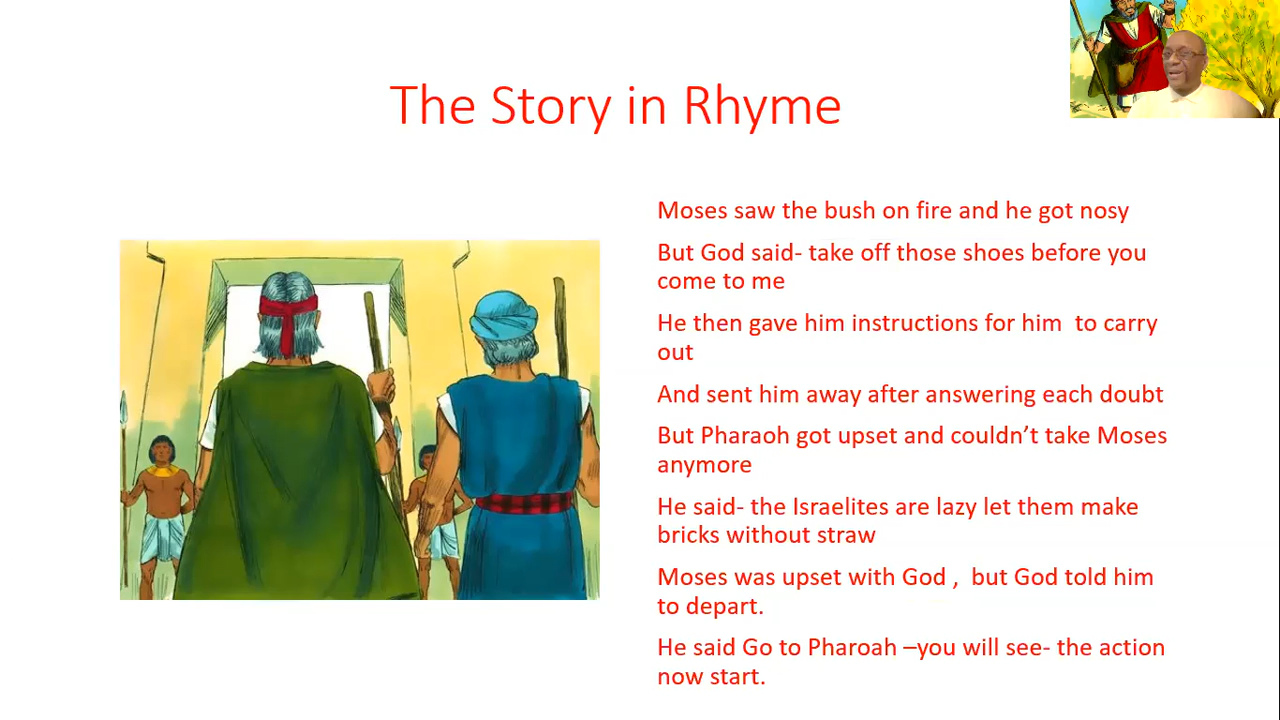 The Story in Rhyme
Moses saw the bush on fire and he got nosy
But God said- take off those shoes before you
come to me
He then gave him instructions for him  to carry
out
And sent him away after answering each doubt
But Pharaoh got upset and couldn’t take Moses
anymore
He said- the Israelites are lazy let them make
bricks without straw
Moses was upset with God ,  but God told him
to depart.
He said Go to Pharoah –you will see- the action
now start.